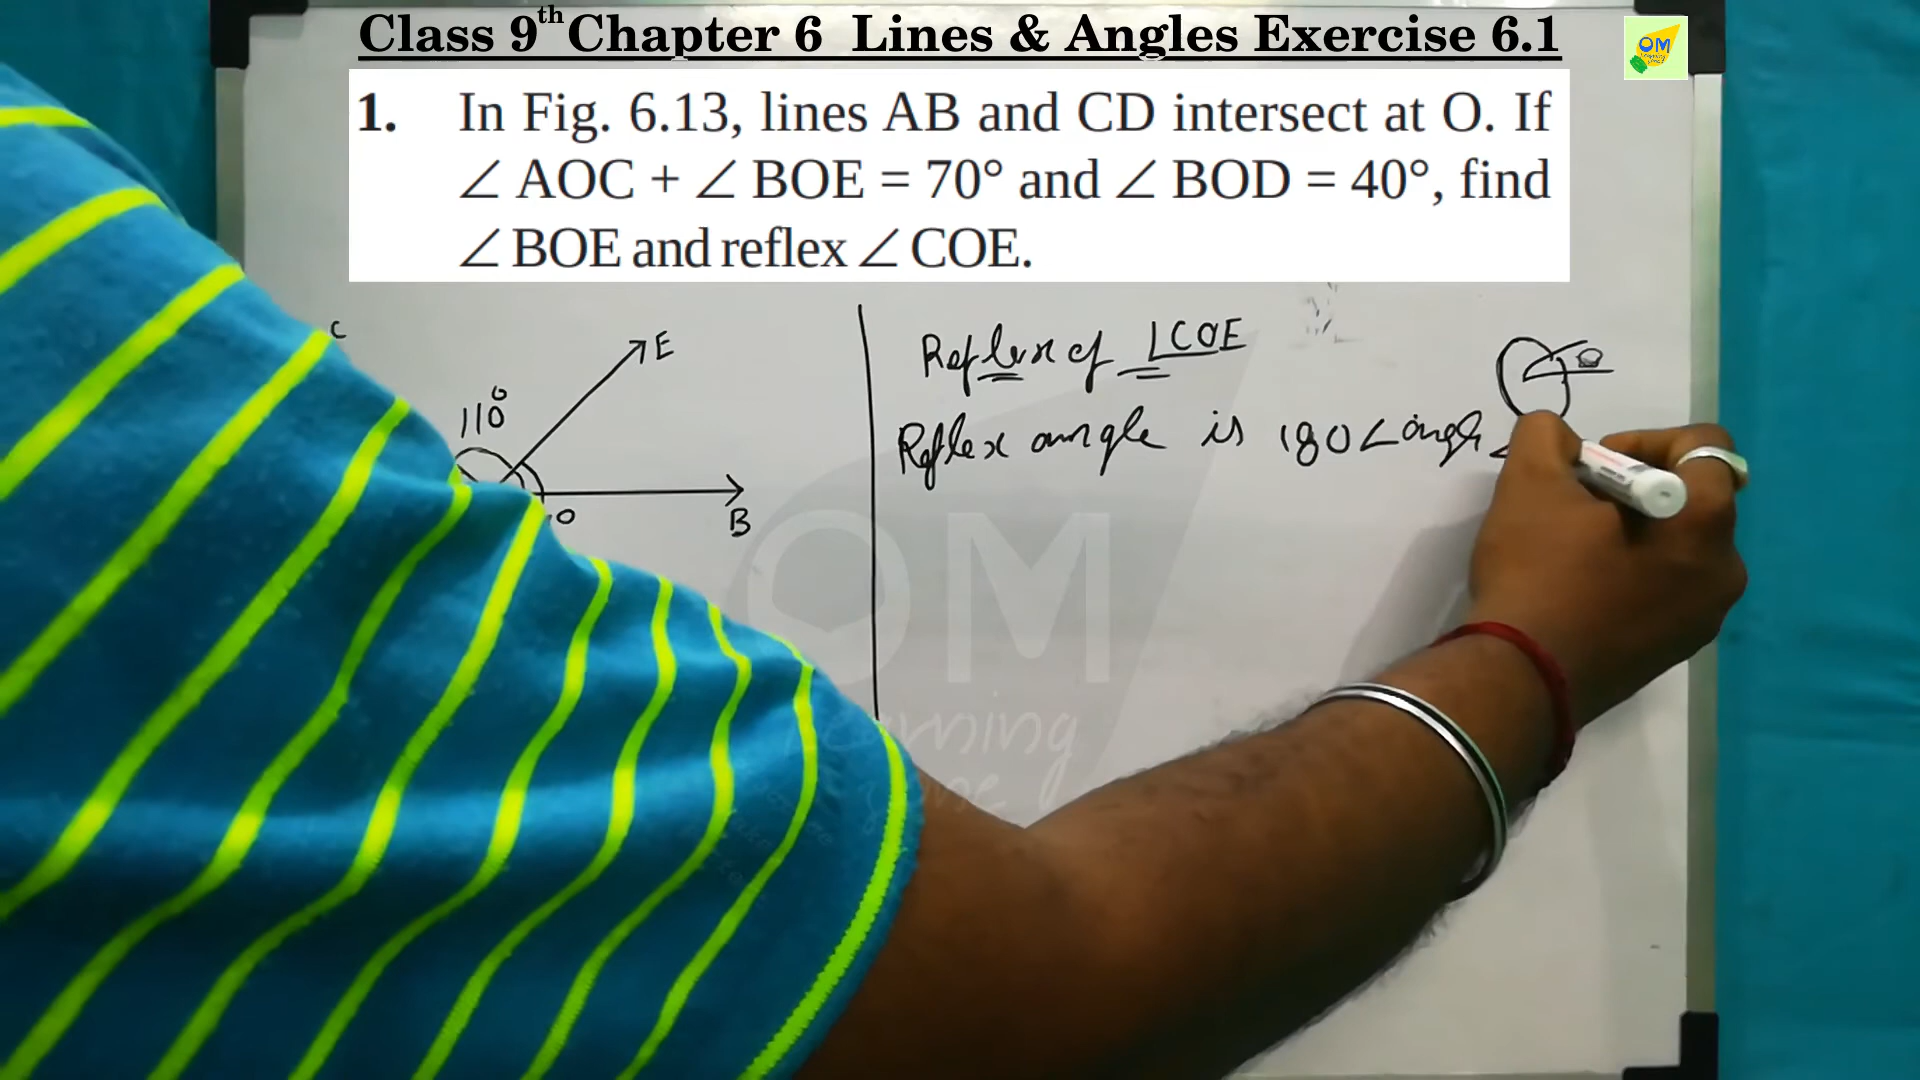 Class 9th Chapter 6 Lines & Angles Exercise 6.1
OM
1. In Fig. 6.13, lines AB and CD intersect at O. If
∠ AOC + ∠ BOE = 70° and ∠ BOD = 40°, find
∠ BOE and reflex ∠ COE.
C
E
110°
O
B
Reflex of ∠COE
θ
Reflex angle is 180 < angle <
OM
Learning